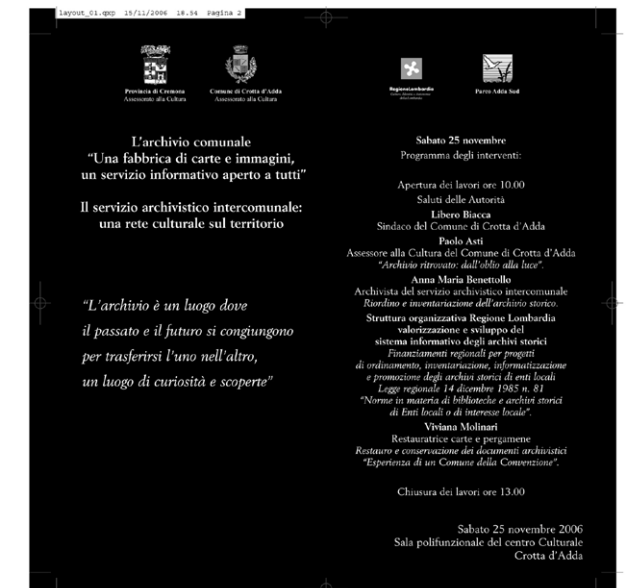 layout_01.qxp 15/11/2006 18.54 Pagina 2
Provincia di Cremona
Assessorato alla Cultura
Comune di Crotta d'Adda
Assessorato alla Cultura
L'archivio comunale
"Una fabbrica di carte e immagini,
un servizio informativo aperto a tutti"
Il servizio archivistico intercomunale:
una rete culturale sul territorio
"L'archivio è un luogo dove
il passato e il futuro si congiungono
per trasferirsi l'uno nell'altro,
un luogo di curiosità e scoperte"
RegioneLombardia
Parco Adda Sud
Sabato 25 novembre
Programma degli interventi:
Apertura dei lavori ore 10.00
Saluti delle Autorità
Libero Biacca
Sindaco del Comune di Crotta d'Adda
Paolo Asti
Assessore alla Cultura del Comune di Crotta d'Adda
"Archivio ritrovato: dall'oblio alla luce".
Anna Maria Benettollo
Archivista del servizio archivistico intercomunale
Riordino e inventariazione dell'archivio storico.
Struttura organizzativa Regione Lombardia
valorizzazione e sviluppo del
sistema informativo degli archivi storici
Finanziamenti regionali per progetti
di ordinamento, inventariazione, informatizzazione
e promozione degli archivi storici di enti locali
Legge regionale 14 dicembre 1985 n. 81
"Norme in materia di biblioteche e archivi storici
di Enti locali o di interesse locale".
Viviana Molinari
Restauratrice carte e pergamene
Restauro e conservazione dei documenti archivistici
"Esperienza di un Comune della Convenzione".
Chiusura dei lavori ore 13.00
Sabato 25 novembre 2006
Sala polifunzionale del centro Culturale
Crotta d'Adda